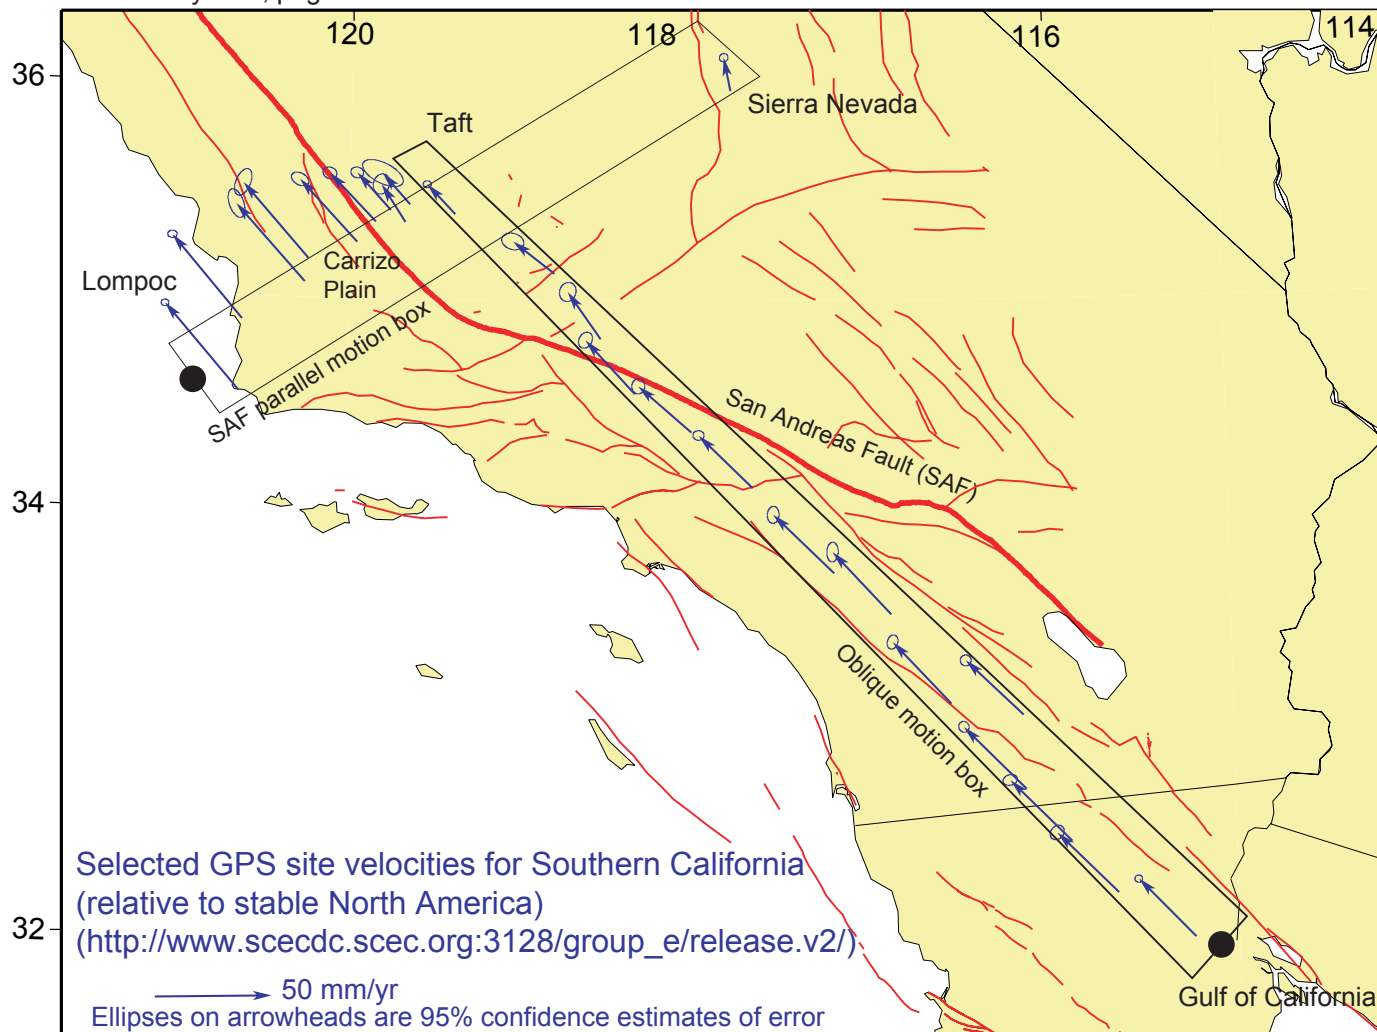 120
118
116
114
36
Sierra Nevada
Taft
Carrizo
Plain
Lompoc
SAF parallel motion box
San Andreas Fault (SAF)
34
Oblique motion box
Selected GPS site velocities for Southern California
(relative to stable North America)
(http://www.scecdc.scec.org:3128/group_e/release.v2/)
32
50 mm/yr
Gulf of California
Ellipses on arrowheads are 95% confidence estimates of error